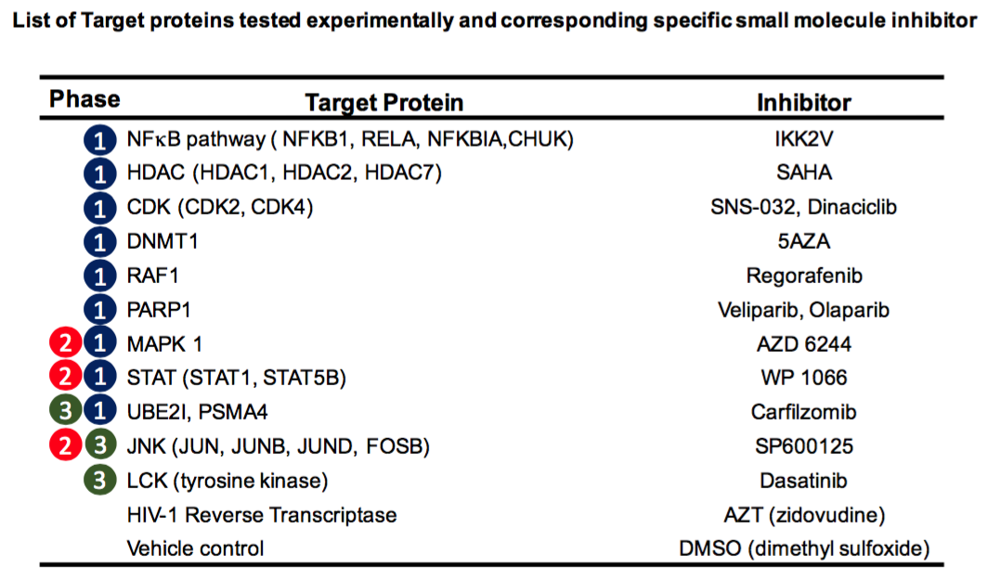 List of Target proteins tested experimentally and corresponding specific small molecule inhibitor
Phase Target Protein Inhibitor
1 NFκB pathway ( NFKB1, RELA, NFKBIA,CHUK) IKK2V
1 HDAC (HDAC1, HDAC2, HDAC7) SAHA
1 CDK (CDK2, CDK4) SNS-032, Dinaciclib
1 DNMT1 5AZA
1 RAF1 Regorafenib
1 PARP1 Veliparib, Olaparib
2 1 MAPK 1 AZD 6244
2 1 STAT (STAT1, STAT5B) WP 1066
3 1 UBE2I, PSMA4 Carfilzomib
2 3 JNK (JUN, JUNB, JUND, FOSB) SP600125
3 LCK (tyrosine kinase) Dasatinib
HIV-1 Reverse Transcriptase AZT (zidovudine)
Vehicle control DMSO (dimethyl sulfoxide)